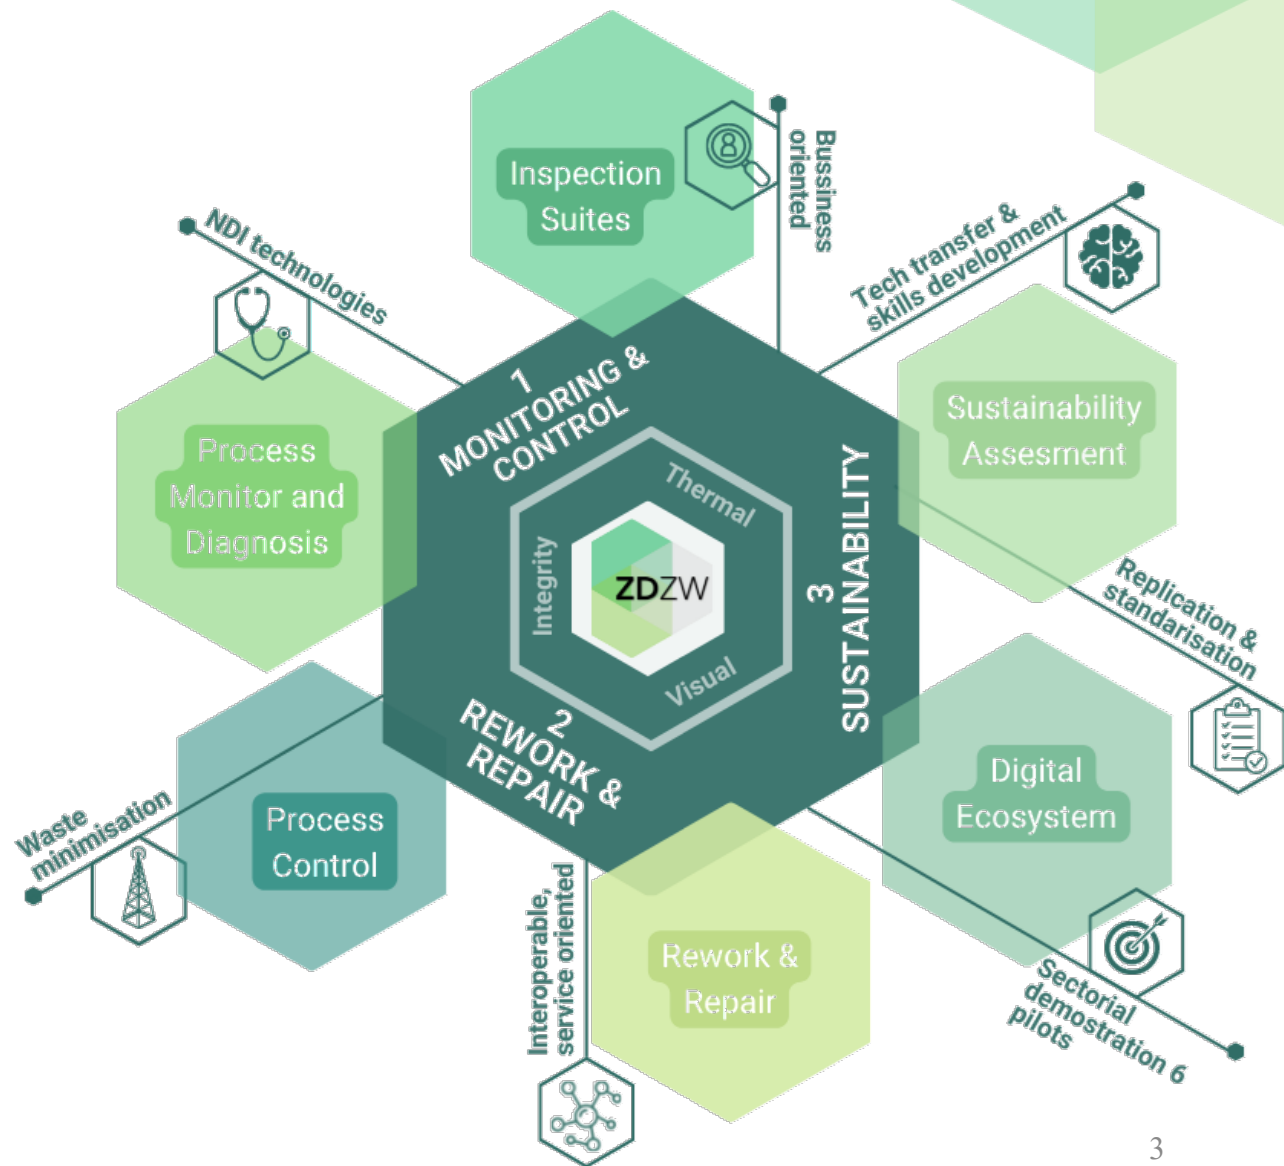 Inspection
Suites
Bussiness
oriented
NDI technologies
Tech transfer &
skills development
Process
Monitor and
Diagnosis
1
MONITORING &
CONTROL
Sustainability
Assesment
Thermal
Integrity
Visual
ZDZW
3
SUSTAINABILITY
Replication &
standarisation
2
REWORK &
REPAIR
Digital
Ecosystem
Process
Control
Waste
minimisation
Interoperable,
service oriented
Rework &
Repair
Sectorial
demostration 6
pilots
3